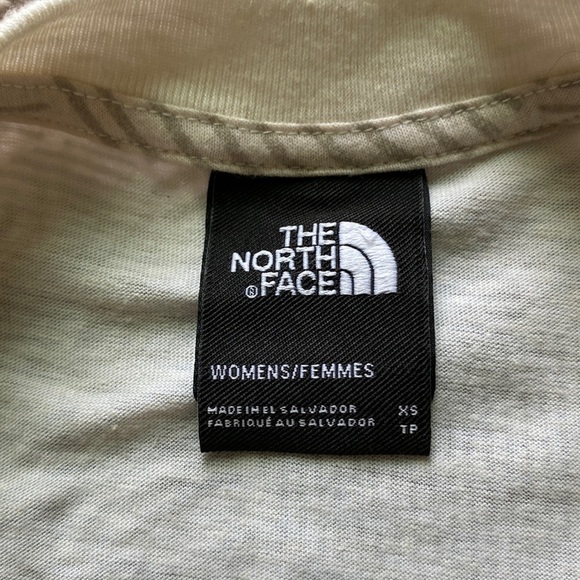 THE
NORTH
® FACE
WOMENS/FEMMES
MADE IN EL SALVADOR XS
FABRIQUÉ AU SALVADOR TP